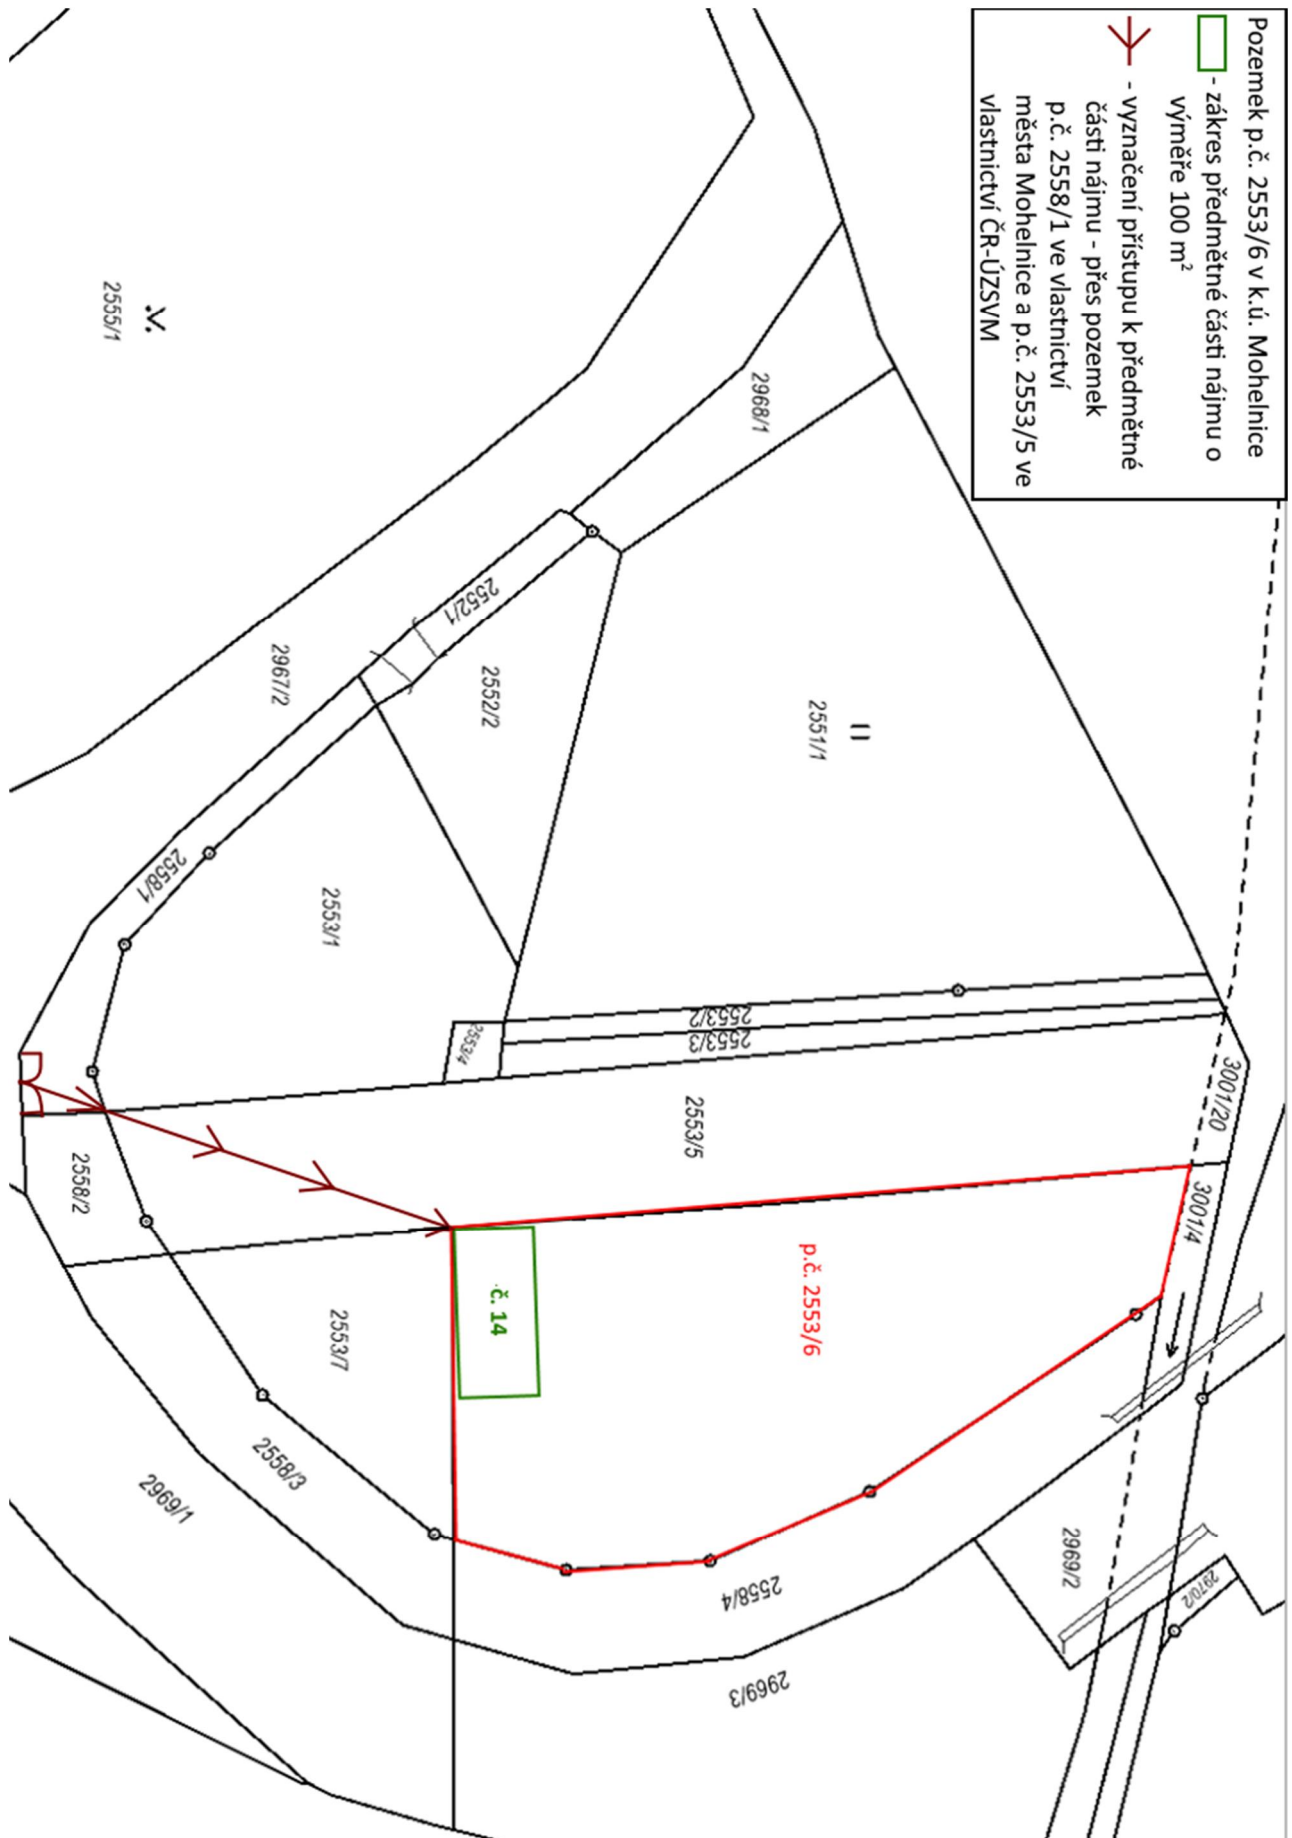 Pozemek p.č. 2553/6 v k.ú. Mohelnice
- zákres předmětné části nájmu o
výměře 100 m²
- vyznačení přístupu k předmětné
části nájmu - přes pozemek
p.č. 2558/1 ve vlastnictví
města Mohelnice a p.č. 2553/5 ve
vlastnictví ČR-ÚZSVM
2555/1
2968/1
2552/1
2967/2
2552/2
2551/1
2558/1
2553/1
2553/2
2553/3
2553/4
3001/20
2553/5
2558/2
3001/4
p.č. 2553/6
č. 14
2553/7
2558/3
2969/1
2969/2
2970/2
2558/4
2969/3